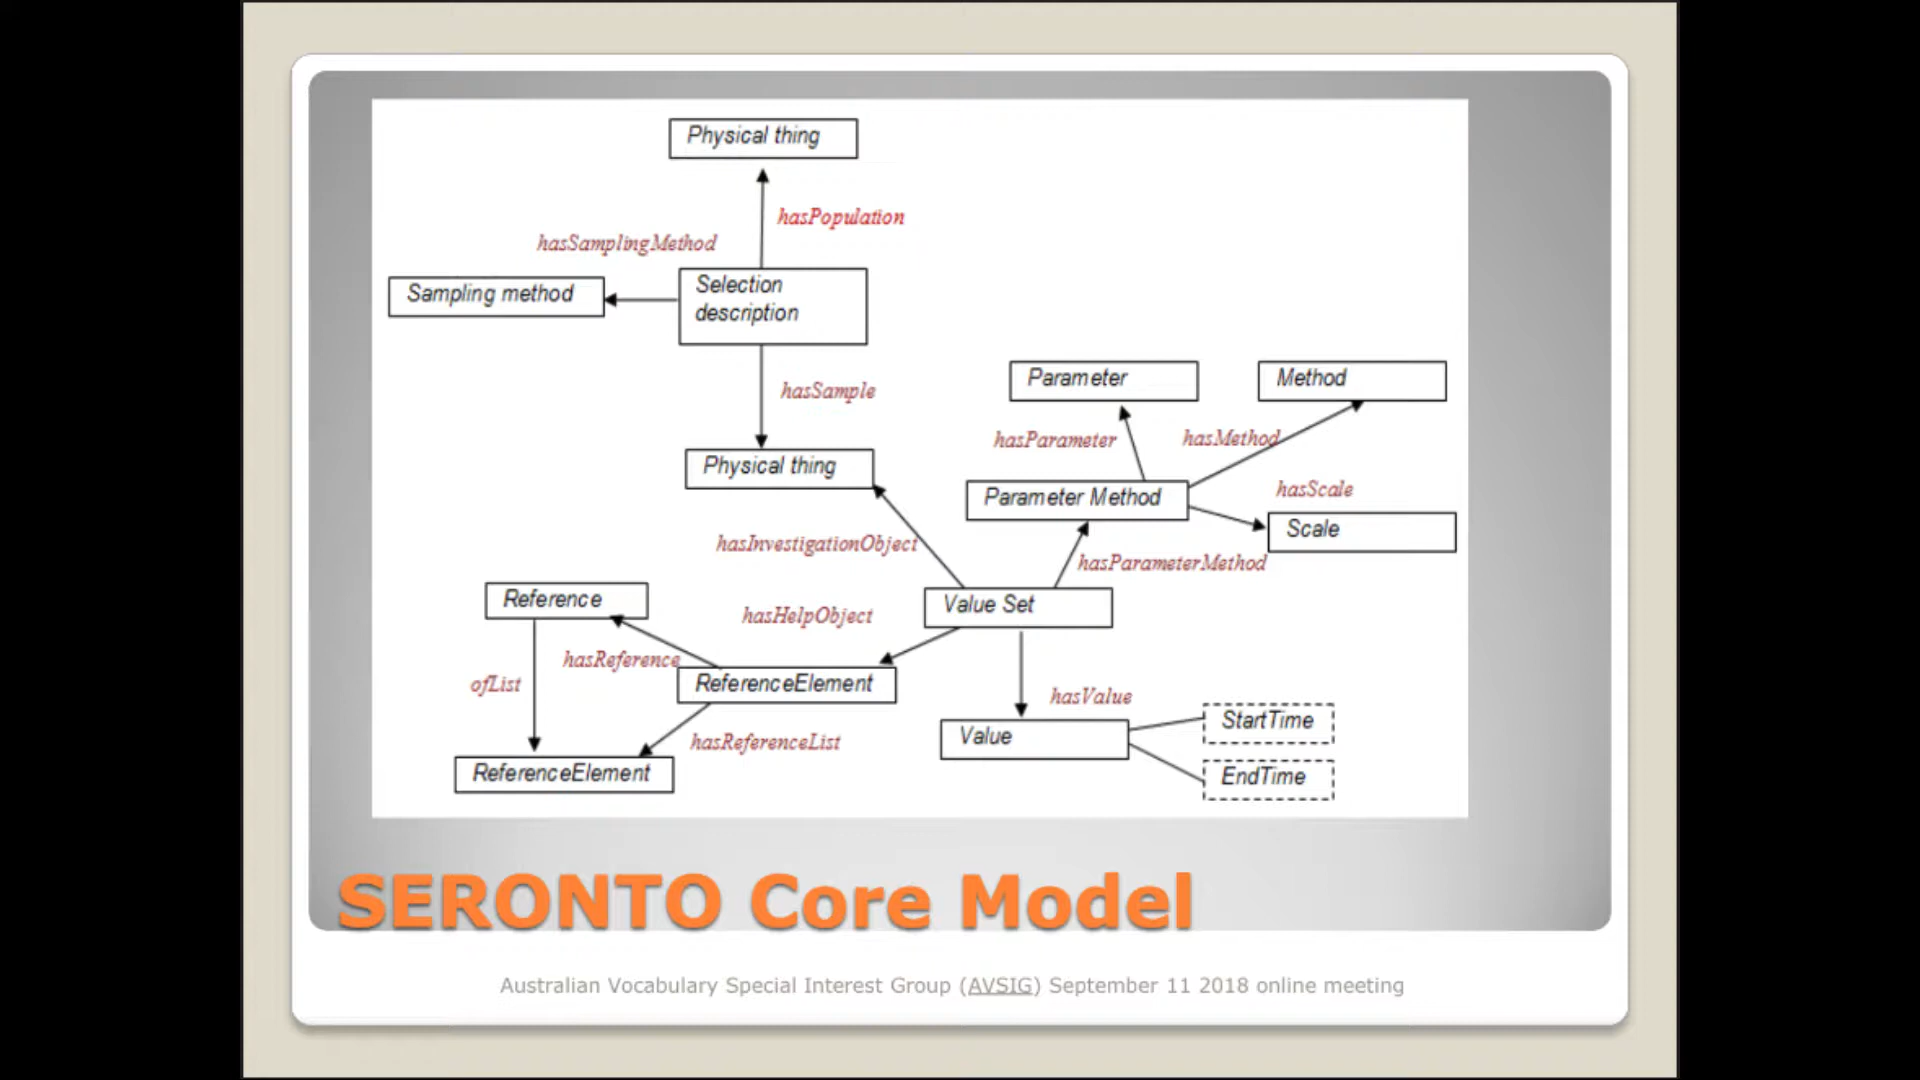 Physical thing
hasPopulation
hasSamplingMethod
Sampling method
Selection
description
hasSample
Parameter
Method
hasParameter
hasMethod
Physical thing
Parameter Method
hasScale
Scale
hasInvestigationObject
hasParameterMethod
Reference
Value Set
hasHelpObject
hasReference
ofList
ReferenceElement
hasValue
StartTime
Value
hasReferenceList
ReferenceElement
EndTime
SERONTO Core Model
Australian Vocabulary Special Interest Group (AVSIG) September 11 2018 online meeting